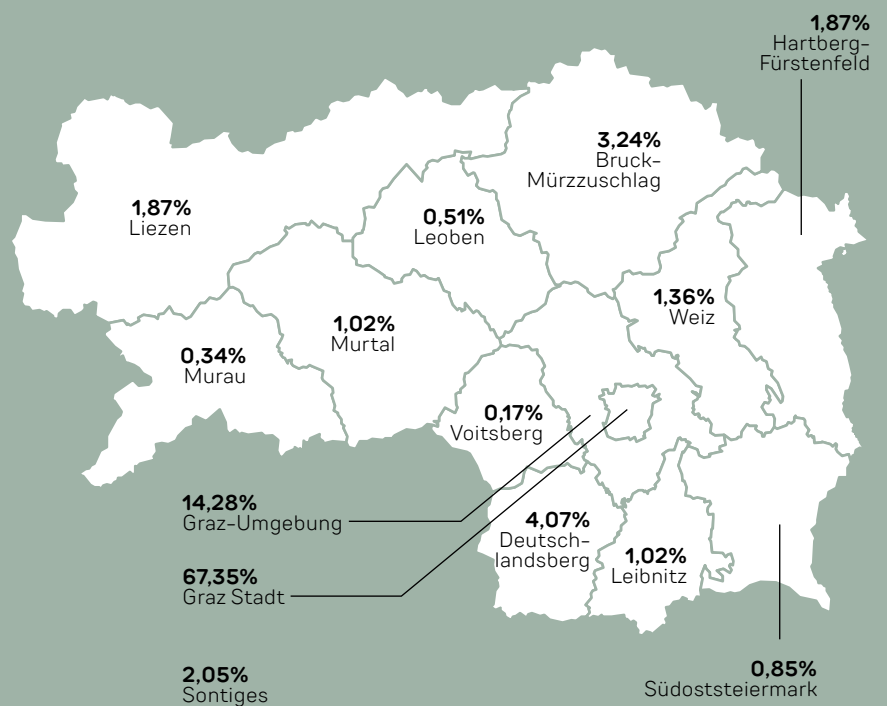 1,87%
Hartberg-
Fürstenfeld
3,24%
Bruck-
Mürzzuschlag
1,87%
Liezen
0,51%
Leoben
1,36%
Weiz
1,02%
Murtal
0,34%
Murau
0,17%
Voitsberg
14,28%
Graz-Umgebung
4,07%
Deutsch-
landsberg
1,02%
Leibnitz
67,35%
Graz Stadt
2,05%
Sontiges
0,85%
Südoststeiermark